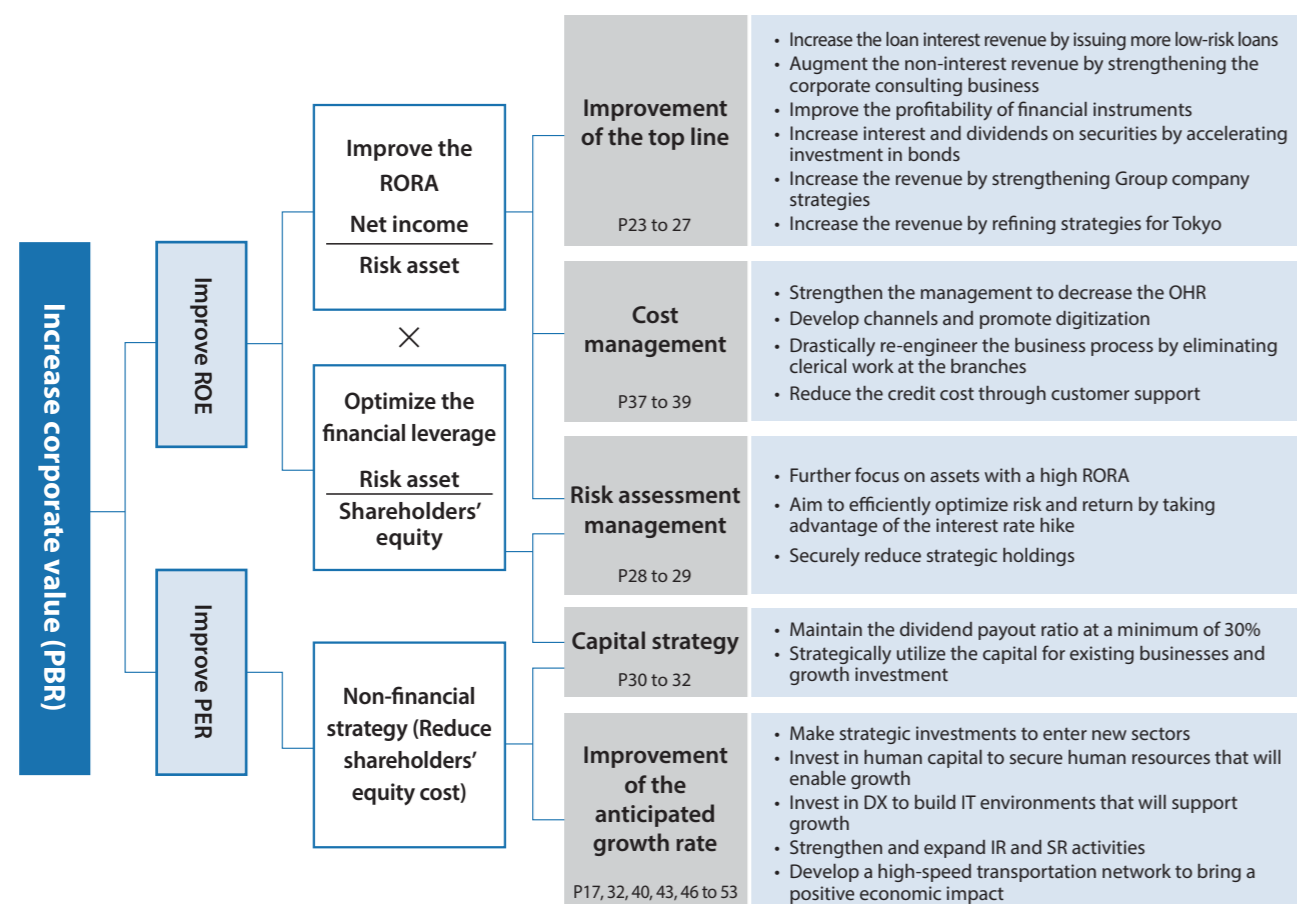 Increase corporate value (PBR)
Improve ROE
Improve PER
Improve the
RORA
Net income
Risk asset
×
Optimize the
financial leverage
Risk asset
Shareholders'
equity
Non-financial
strategy (Reduce
shareholders'
equity cost)
Improvement
of the top line
P23 to 27
• Increase the loan interest revenue by issuing more low-risk loans
• Augment the non-interest revenue by strengthening the
corporate consulting business
• Improve the profitability of financial instruments
• Increase interest and dividends on securities by accelerating
investment in bonds
• Increase the revenue by strengthening Group company
strategies
• Increase the revenue by refining strategies for Tokyo
Cost
management
P37 to 39
• Strengthen the management to decrease the OHR
• Develop channels and promote digitization
• Drastically re-engineer the business process by eliminating
clerical work at the branches
• Reduce the credit cost through customer support
Risk assessment
management
P28 to 29
• Further focus on assets with a high RORA
• Aim to efficiently optimize risk and return by taking
advantage of the interest rate hike
• Securely reduce strategic holdings
Capital strategy
P30 to 32
• Maintain the dividend payout ratio at a minimum of 30%
• Strategically utilize the capital for existing businesses and
growth investment
Improvement
of the
anticipated
growth rate
P17, 32, 40, 43, 46 to 53
• Make strategic investments to enter new sectors
• Invest in human capital to secure human resources that will
enable growth
• Invest in DX to build IT environments that will support
growth
• Strengthen and expand IR and SR activities
• Develop a high-speed transportation network to bring a
positive economic impact